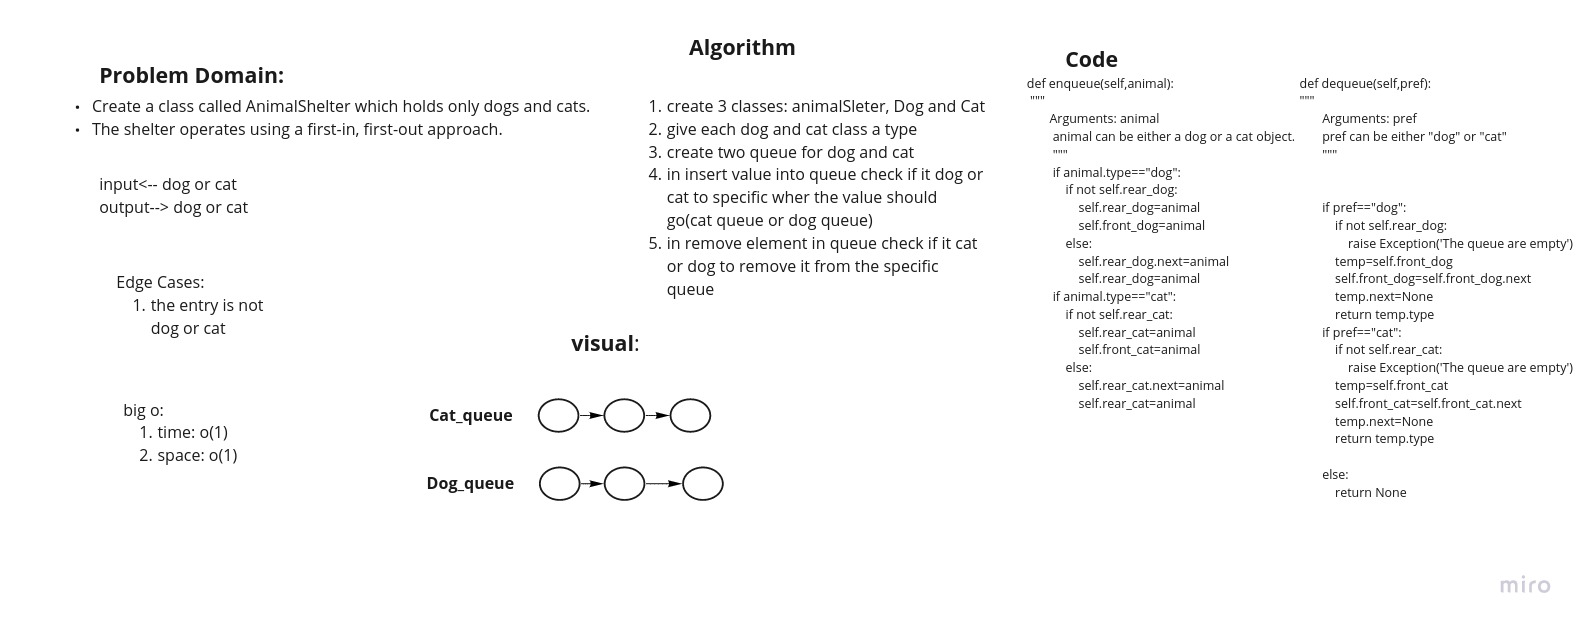 Problem Domain:
• Create a class called AnimalShelter which holds only dogs and cats.
• The shelter operates using a first-in, first-out approach.
input<-- dog or cat
output--> dog or cat
Edge Cases:
1. the entry is not
dog or cat
big o:
1. time: o(1)
2. space: o(1)
Algorithm
1. create 3 classes: animalSleter, Dog and Cat
2. give each dog and cat class a type
3. create two queue for dog and cat
4. in insert value into queue check if it dog or
cat to specific wher the value should
go(cat queue or dog queue)
5. in remove element in queue check if it cat
or dog to remove it from the specific
queue
visual:
Cat_queue
Dog_queue
Code
def enqueue(self,animal):
"""
Arguments: animal
animal can be either a dog or a cat object.
"""
if animal.type=="dog":
if not self.rear_dog:
self.rear_dog=animal
self.front_dog=animal
else:
self.rear_dog.next=animal
self.rear_dog=animal
if animal.type=="cat":
if not self.rear_cat:
self.rear_cat=animal
self.front_cat=animal
else:
self.rear_cat.next=animal
self.rear_cat=animal
def dequeue(self,pref):
"""
Arguments: pref
pref can be either "dog" or "cat"
"""
if pref=="dog":
if not self.rear_dog:
raise Exception('The queue are empty')
temp=self.front_dog
self.front_dog=self.front_dog.next
temp.next=None
return temp.type
if pref=="cat":
if not self.rear_cat:
raise Exception('The queue are empty')
temp=self.front_cat
self.front_cat=self.front_cat.next
temp.next=None
return temp.type
else:
return None
miro